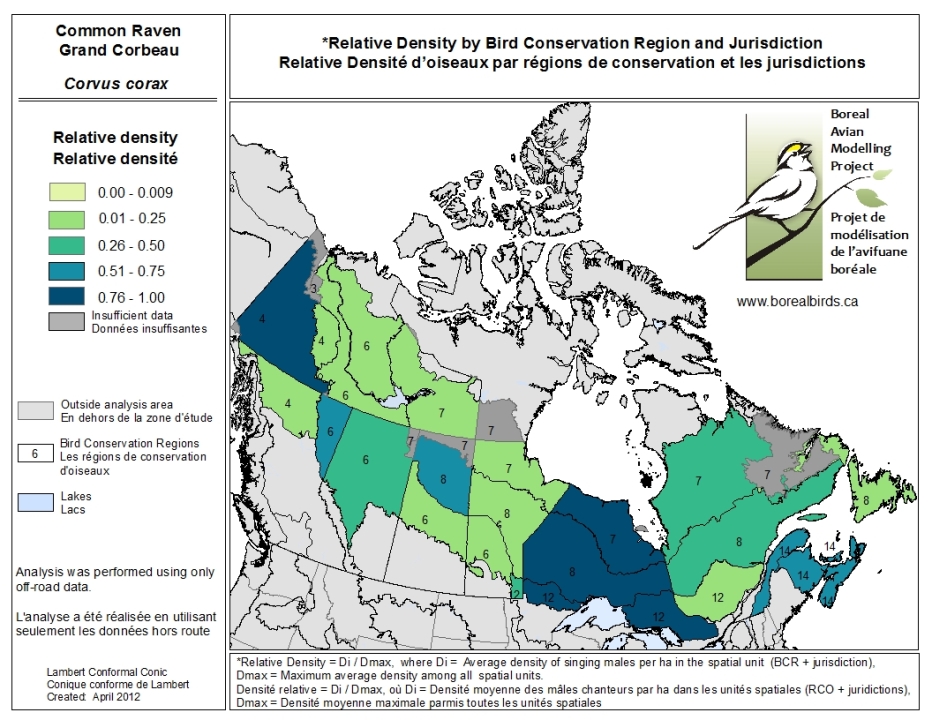 Common Raven
Grand Corbeau
Corvus corax
*Relative Density by Bird Conservation Region and Jurisdiction
Relative Densité d'oiseaux par régions de conservation et les jurisdictions
Relative density
Relative densité
0.00 - 0.009
0.01 - 0.25
0.26 - 0.50
0.51 - 0.75
0.76 - 1.00
Insufficient data
Données insuffisantes
Outside analysis area
En dehors de la zone d'étude
6
Bird Conservation Regions
Les régions de conservation
d'oiseaux
Lakes
Lacs
Analysis was performed using only
off-road data.
L'analyse a été réalisée en utilisant
seulement les données hors route
Lambert Conformal Conic
Conique conforme de Lambert
Created: April 2012
Boreal
Avian
Modelling
Project
Projet de
modélisation
de l'avifuane
boréale
www.borealbirds.ca
3
4
4
6
4
6
7
7
6
7
7
6
8
7
7
7
6
8
7
8
8
6
8
14
14
14
14
2
12
12
12
*Relative Density = Di / Dmax, where Di = Average density of singing males per ha in the spatial unit (BCR + jurisdiction),
Dmax = Maximum average density among all spatial units.
Densité relative = Di / Dmax, où Di = Densité moyenne des mâles chanteurs par ha dans les unités spatiales (RCO + juridictions),
Dmax = Densité moyenne maximale parmis toutes les unités spatiales